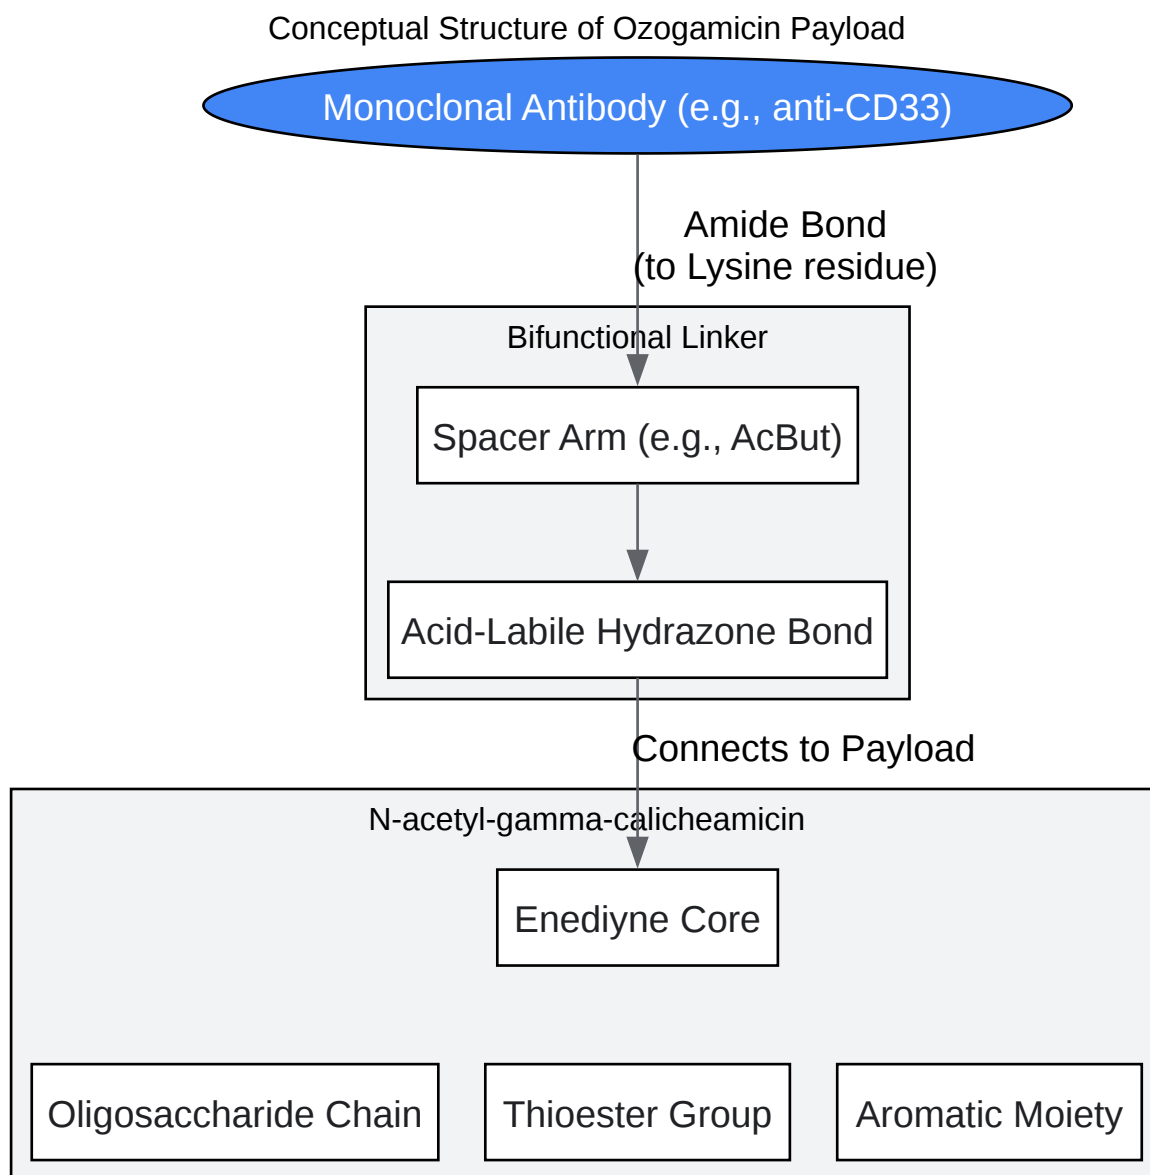 Conceptual Structure of Ozogamicin Payload
Monoclonal Antibody (e.g., anti-CD33)
Amide Bond
(to Lysine residue)
Bifunctional Linker
Spacer Arm (e.g., AcBut)
Acid-Labile Hydrazone Bond
Connects to Payload
N-acetyl-gamma-calicheamicin
Enediyne Core
Oligosaccharide Chain
Thioester Group
Aromatic Moiety